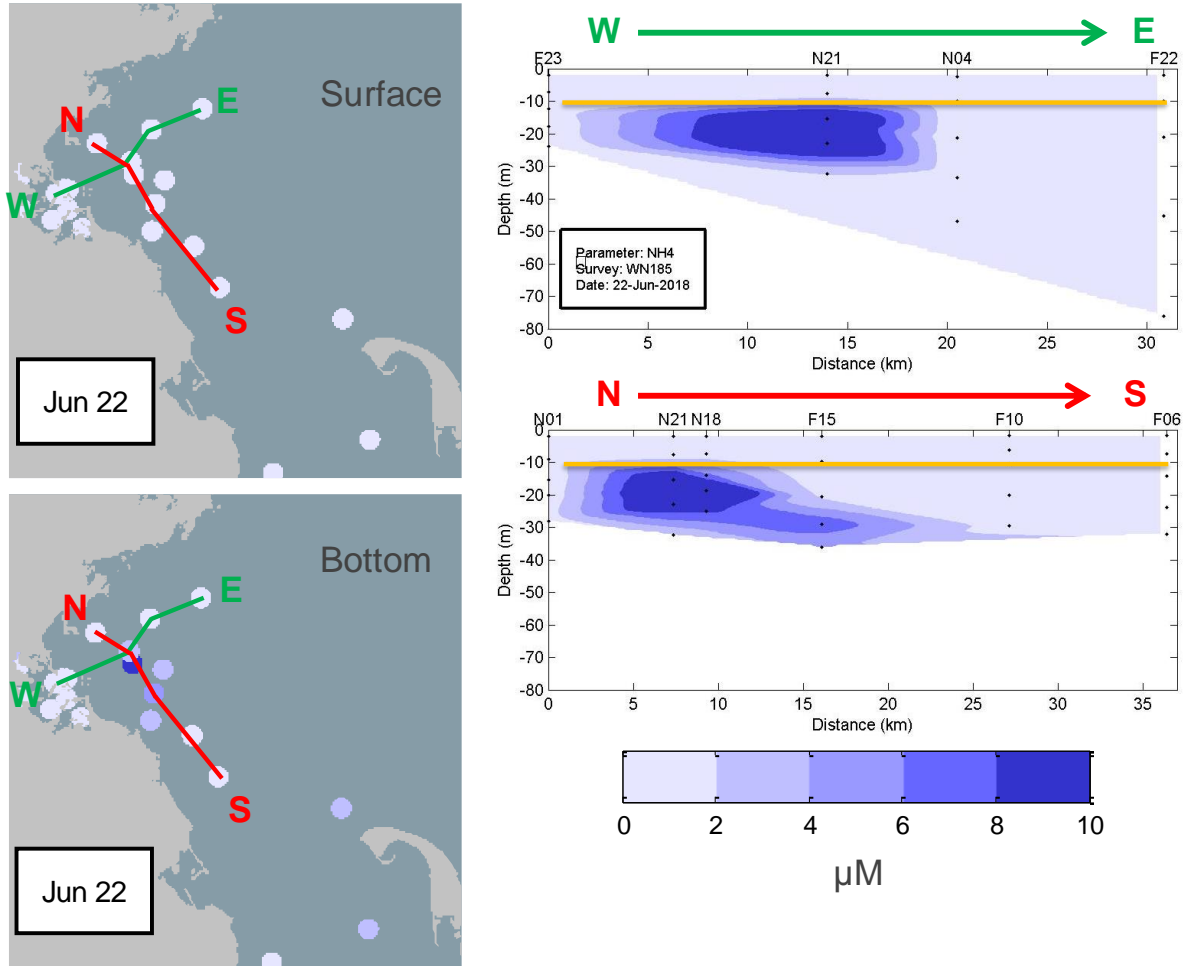 Surface
N
E
W
S
Jun 22
Bottom
N
E
W
S
Jun 22
W E
F23 N21 N04 F22
0
-10
-20
-30
-40
-50
-60
-70
-80
Depth (m)
Parameter: NH4
Survey: WN185
Date: 22-Jun-2018
0 5 10 15 20 25 30
Distance (km)
N S
N01 N21 N18 F15 F10 F06
0
-10
-20
-30
-40
-50
-60
-70
-80
Depth (m)
0 5 10 15 20 25 30 35
Distance (km)
0 2 4 6 8 10
µM